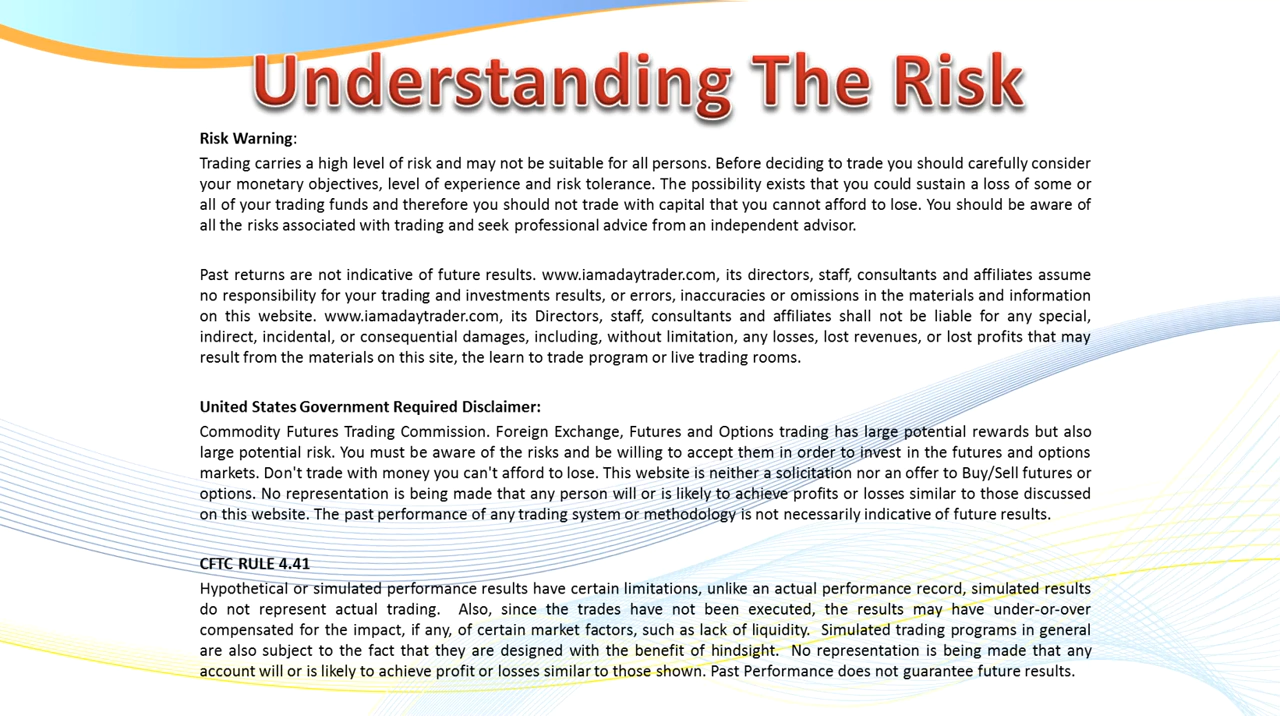 Understanding The Risk
Risk Warning:
Trading carries a high level of risk and may not be suitable for all persons. Before deciding to trade you should carefully consider
your monetary objectives, level of experience and risk tolerance. The possibility exists that you could sustain a loss of some or
all of your trading funds and therefore you should not trade with capital that you cannot afford to lose. You should be aware of
all the risks associated with trading and seek professional advice from an independent advisor.
Past returns are not indicative of future results. www.iamadaytrader.com, its directors, staff, consultants and affiliates assume
no responsibility for your trading and investments results, or errors, inaccuracies or omissions in the materials and information
on this website. www.iamadaytrader.com, its Directors, staff, consultants and affiliates shall not be liable for any special,
indirect, incidental, or consequential damages, including, without limitation, any losses, lost revenues, or lost profits that may
result from the materials on this site, the learn to trade program or live trading rooms.
United States Government Required Disclaimer:
Commodity Futures Trading Commission. Foreign Exchange, Futures and Options trading has large potential rewards but also
large potential risk. You must be aware of the risks and be willing to accept them in order to invest in the futures and options
markets. Don't trade with money you can't afford to lose. This website is neither a solicitation nor an offer to Buy/Sell futures or
options. No representation is being made that any person will or is likely to achieve profits or losses similar to those discussed
on this website. The past performance of any trading system or methodology is not necessarily indicative of future results.
CFTC RULE 4.41
Hypothetical or simulated performance results have certain limitations, unlike an actual performance record, simulated results
do not represent actual trading. Also, since the trades have not been executed, the results may have under-or-over
compensated for the impact, if any, of certain market factors, such as lack of liquidity. Simulated trading programs in general
are also subject to the fact that they are designed with the benefit of hindsight. No representation is being made that any
account will or is likely to achieve profit or losses similar to those shown. Past Performance does not guarantee future results.